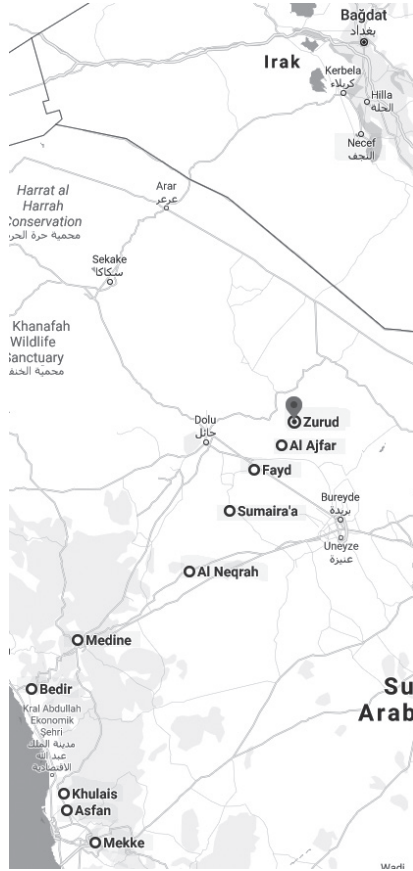 Bağdat
بغداد
Irak
Kerbela
كربلاء
Hilla
الحلة
Necef
النجف
Arar
عرعر
Harrat al
Harrah
Conservation
محمية حرة الحر
Sekake
سكاكا
Khanafah
Wildlife
Sanctuary
محمية الخنف
Zurud
Dolu
حائل
Al Ajfar
Fayd
Bureyde
بريدة
Sumaira'a
Uneyze
عنيزة
Al Neqrah
Medine
Bedir
Su
Arab
Kral Abdullah
Ekonomik
Şehri
مدينة الملك
عبد الله
الاقتصادية
Khulais
Asfan
Mekke
Wadi